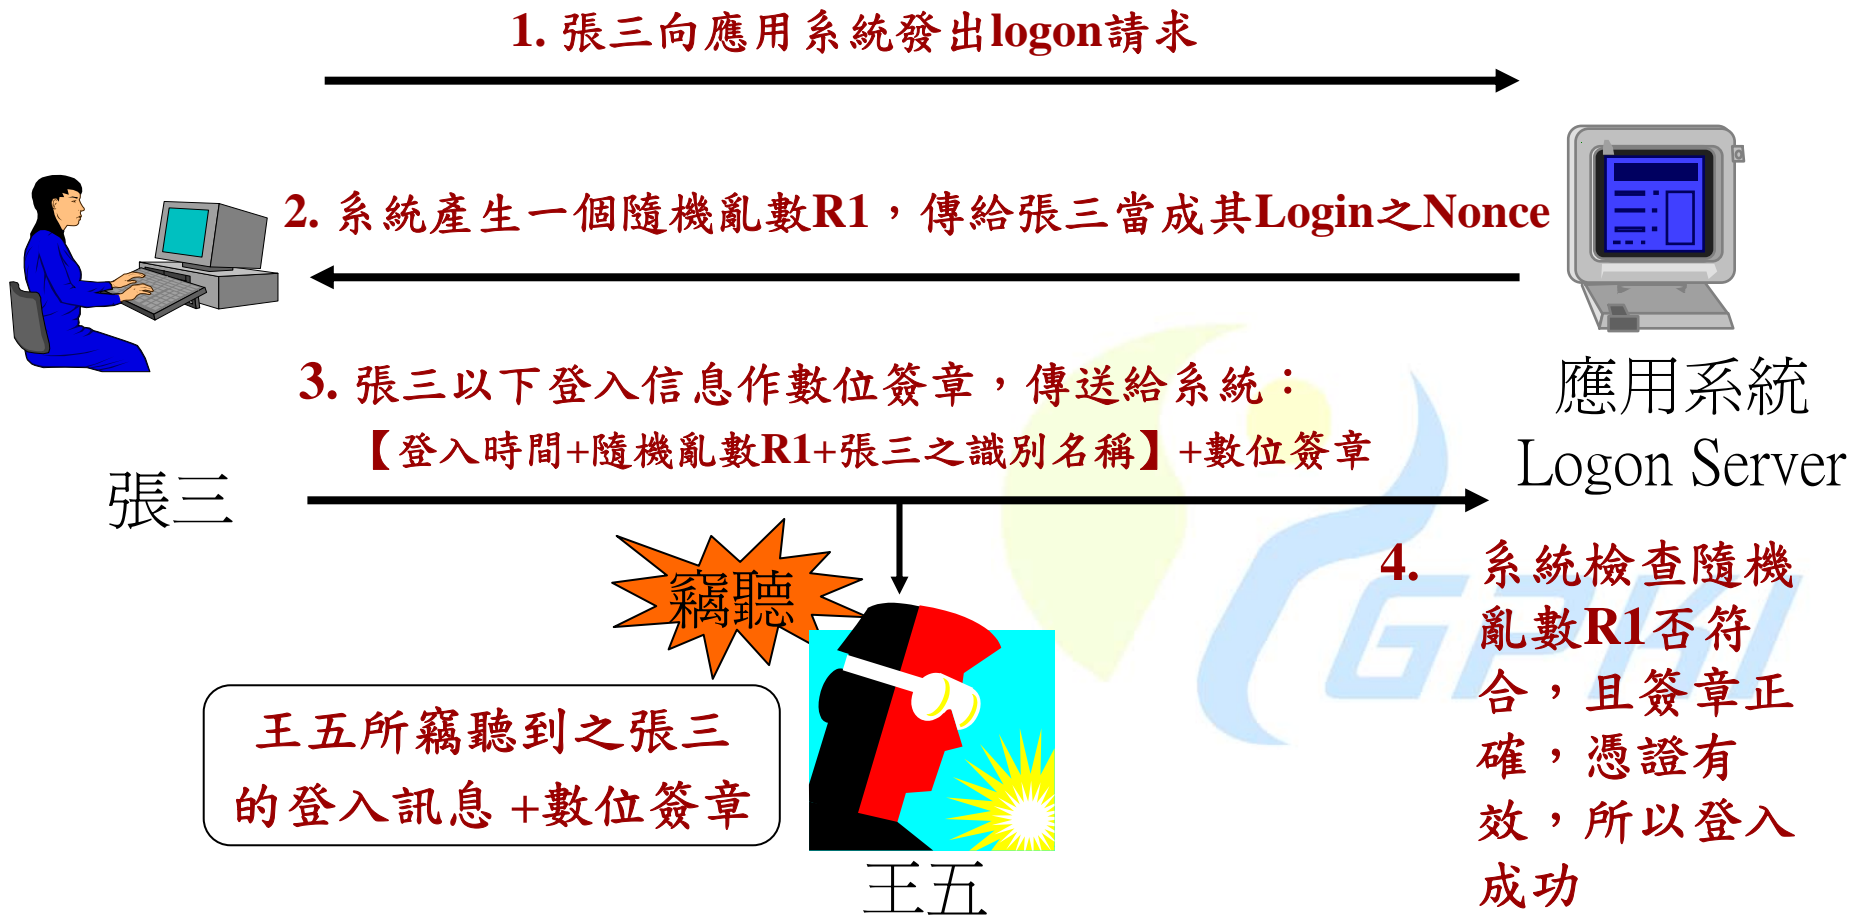 1. 張三向應用系統發出logon請求
2. 系統產生一個隨機亂數R1，傳給張三當成其Login之Nonce
3. 張三以下登入信息作數位簽章，傳送給系統：
【登入時間+隨機亂數R1+張三之識別名稱】+數位簽章
應用系統
Logon Server
張三
竊聽
4. 系統檢查隨機
亂數R1否符
合，且簽章正
確，憑證有
效，所以登入
成功
王五所竊聽到之張三
的登入訊息 +數位簽章
王五
GPKI